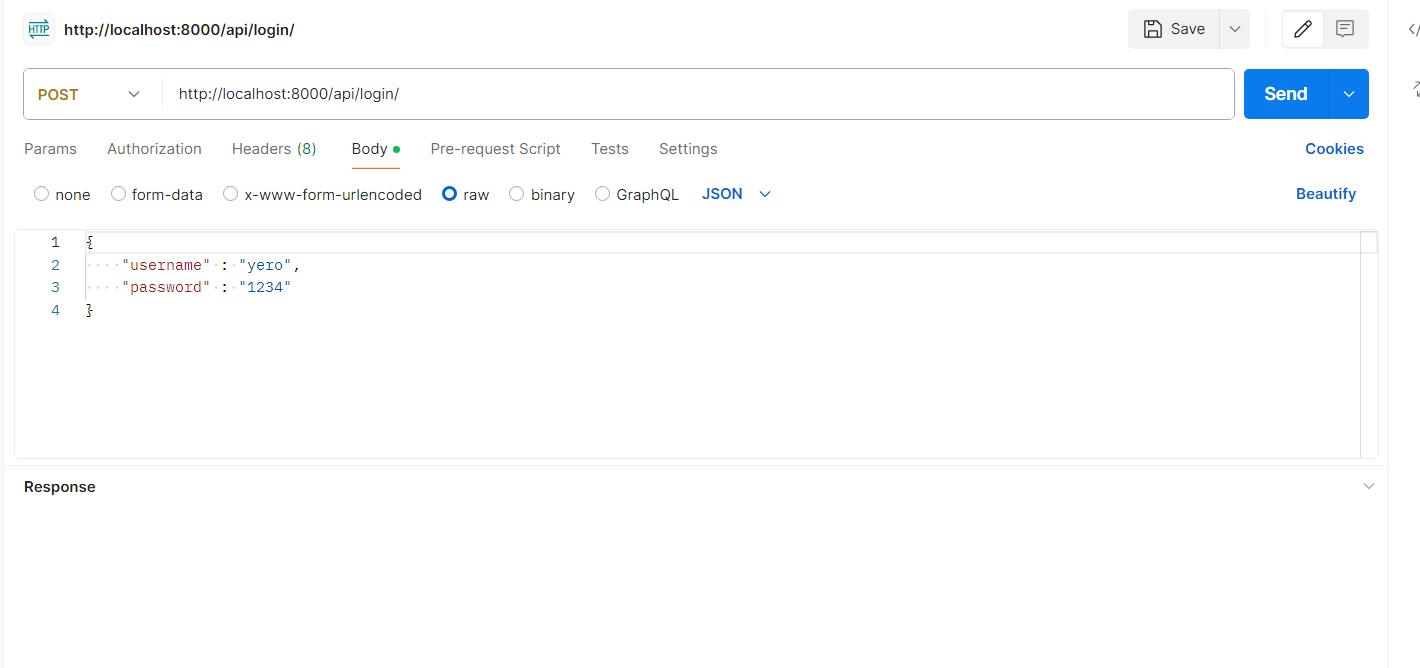 HTTP http://localhost:8000/api/login/ Save
POST http://localhost:8000/api/login/ Send
Params Authorization Headers (8) Body Pre-request Script Tests Settings Cookies
none form-data x-www-form-urlencoded raw binary GraphQL JSON Beautify
1 {
2 "username" : "yero",
3 "password" : "1234"
4 }
Response